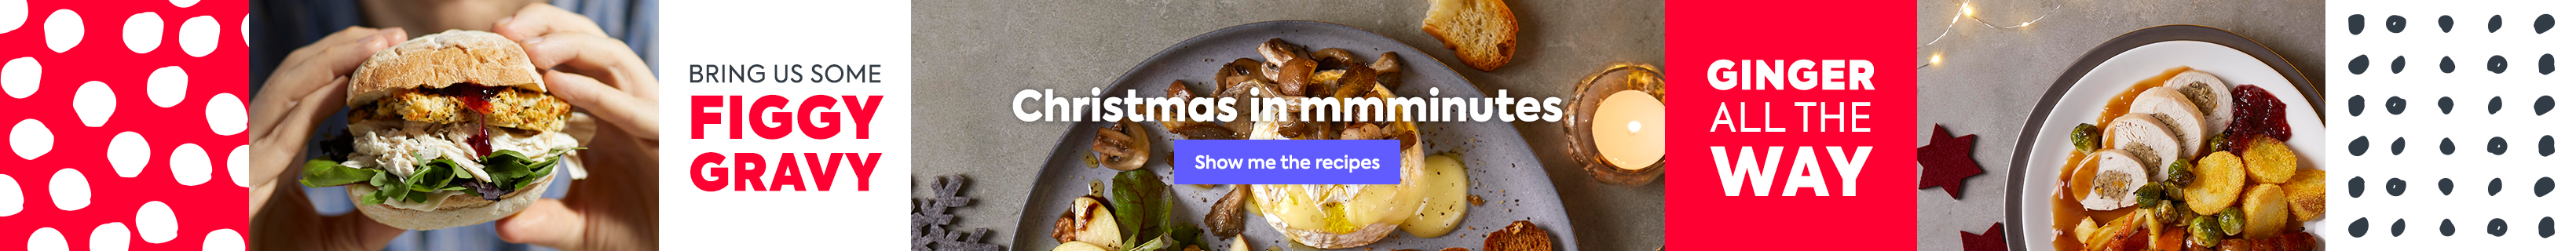 BRING US SOME
FIGGY
GRAVY
Christmas in mmminutes
Show me the recipes
GINGER
ALL THE
WAY